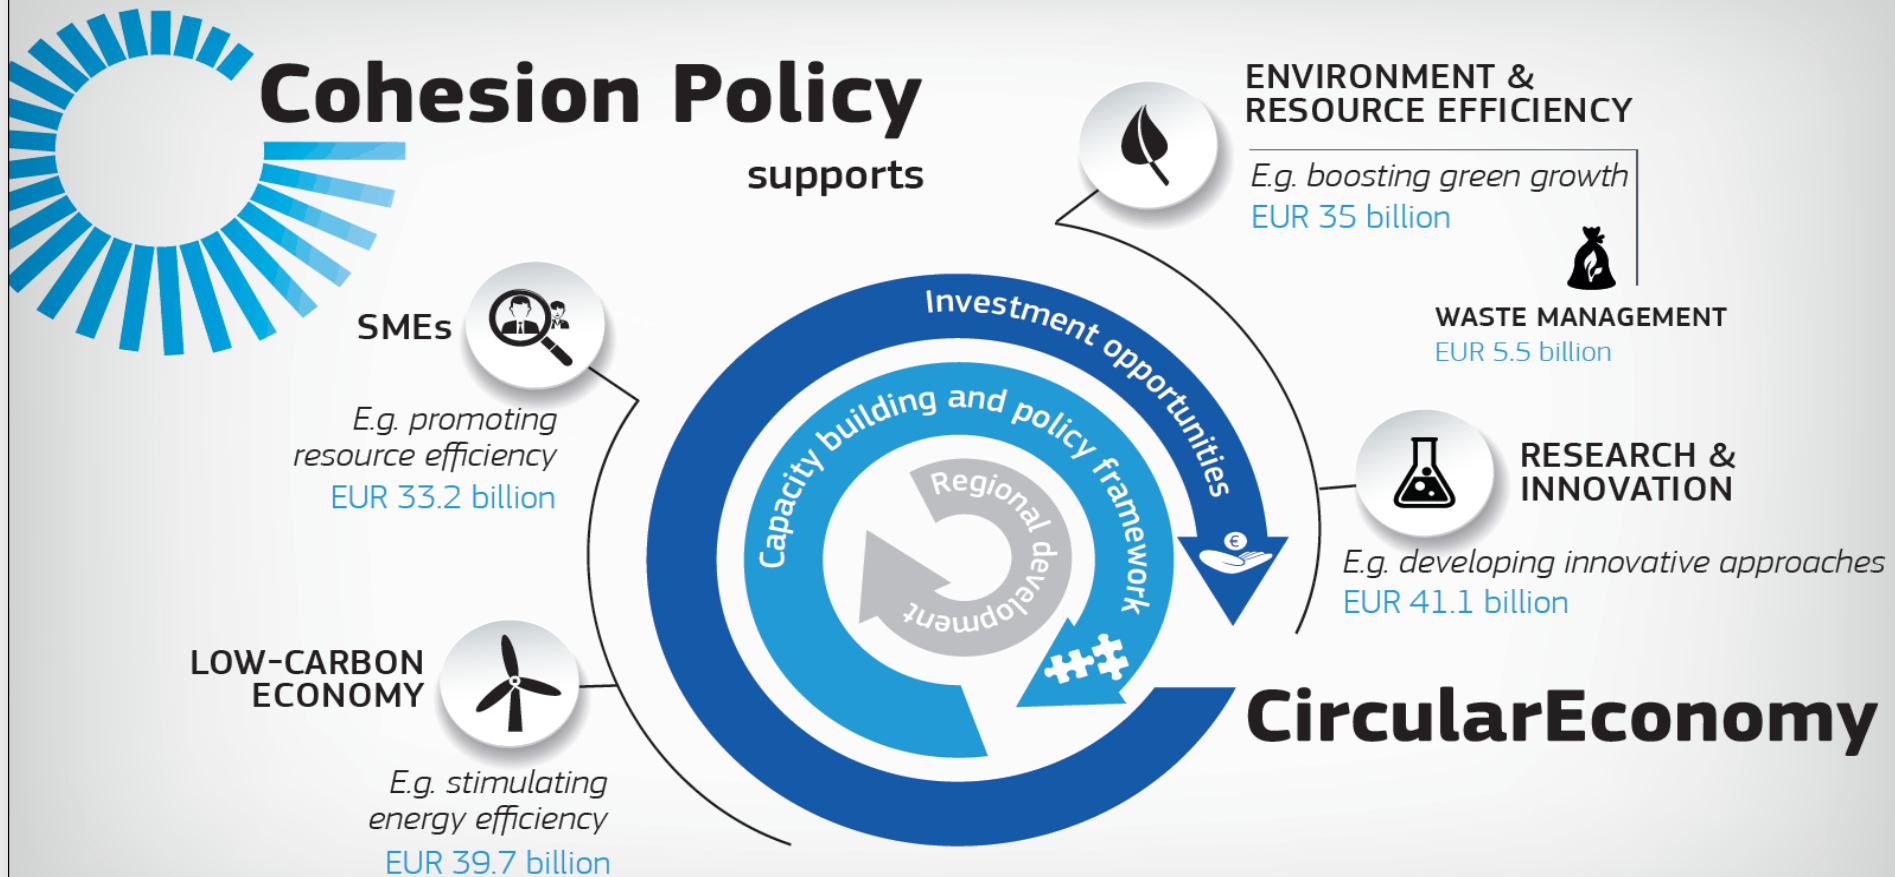 Cohesion Policy
supports
ENVIRONMENT &
RESOURCE EFFICIENCY
E.g. boosting green growth
EUR 35 billion
WASTE MANAGEMENT
EUR 5.5 billion
SMEs
E.g. promoting
resource efficiency
EUR 33.2 billion
Investment opportunities
€
Capacity building and policy framework
Regional development
RESEARCH &
INNOVATION
E.g. developing innovative approaches
EUR 41.1 billion
LOW-CARBON
ECONOMY
E.g. stimulating
energy efficiency
EUR 39.7 billion
CircularEconomy